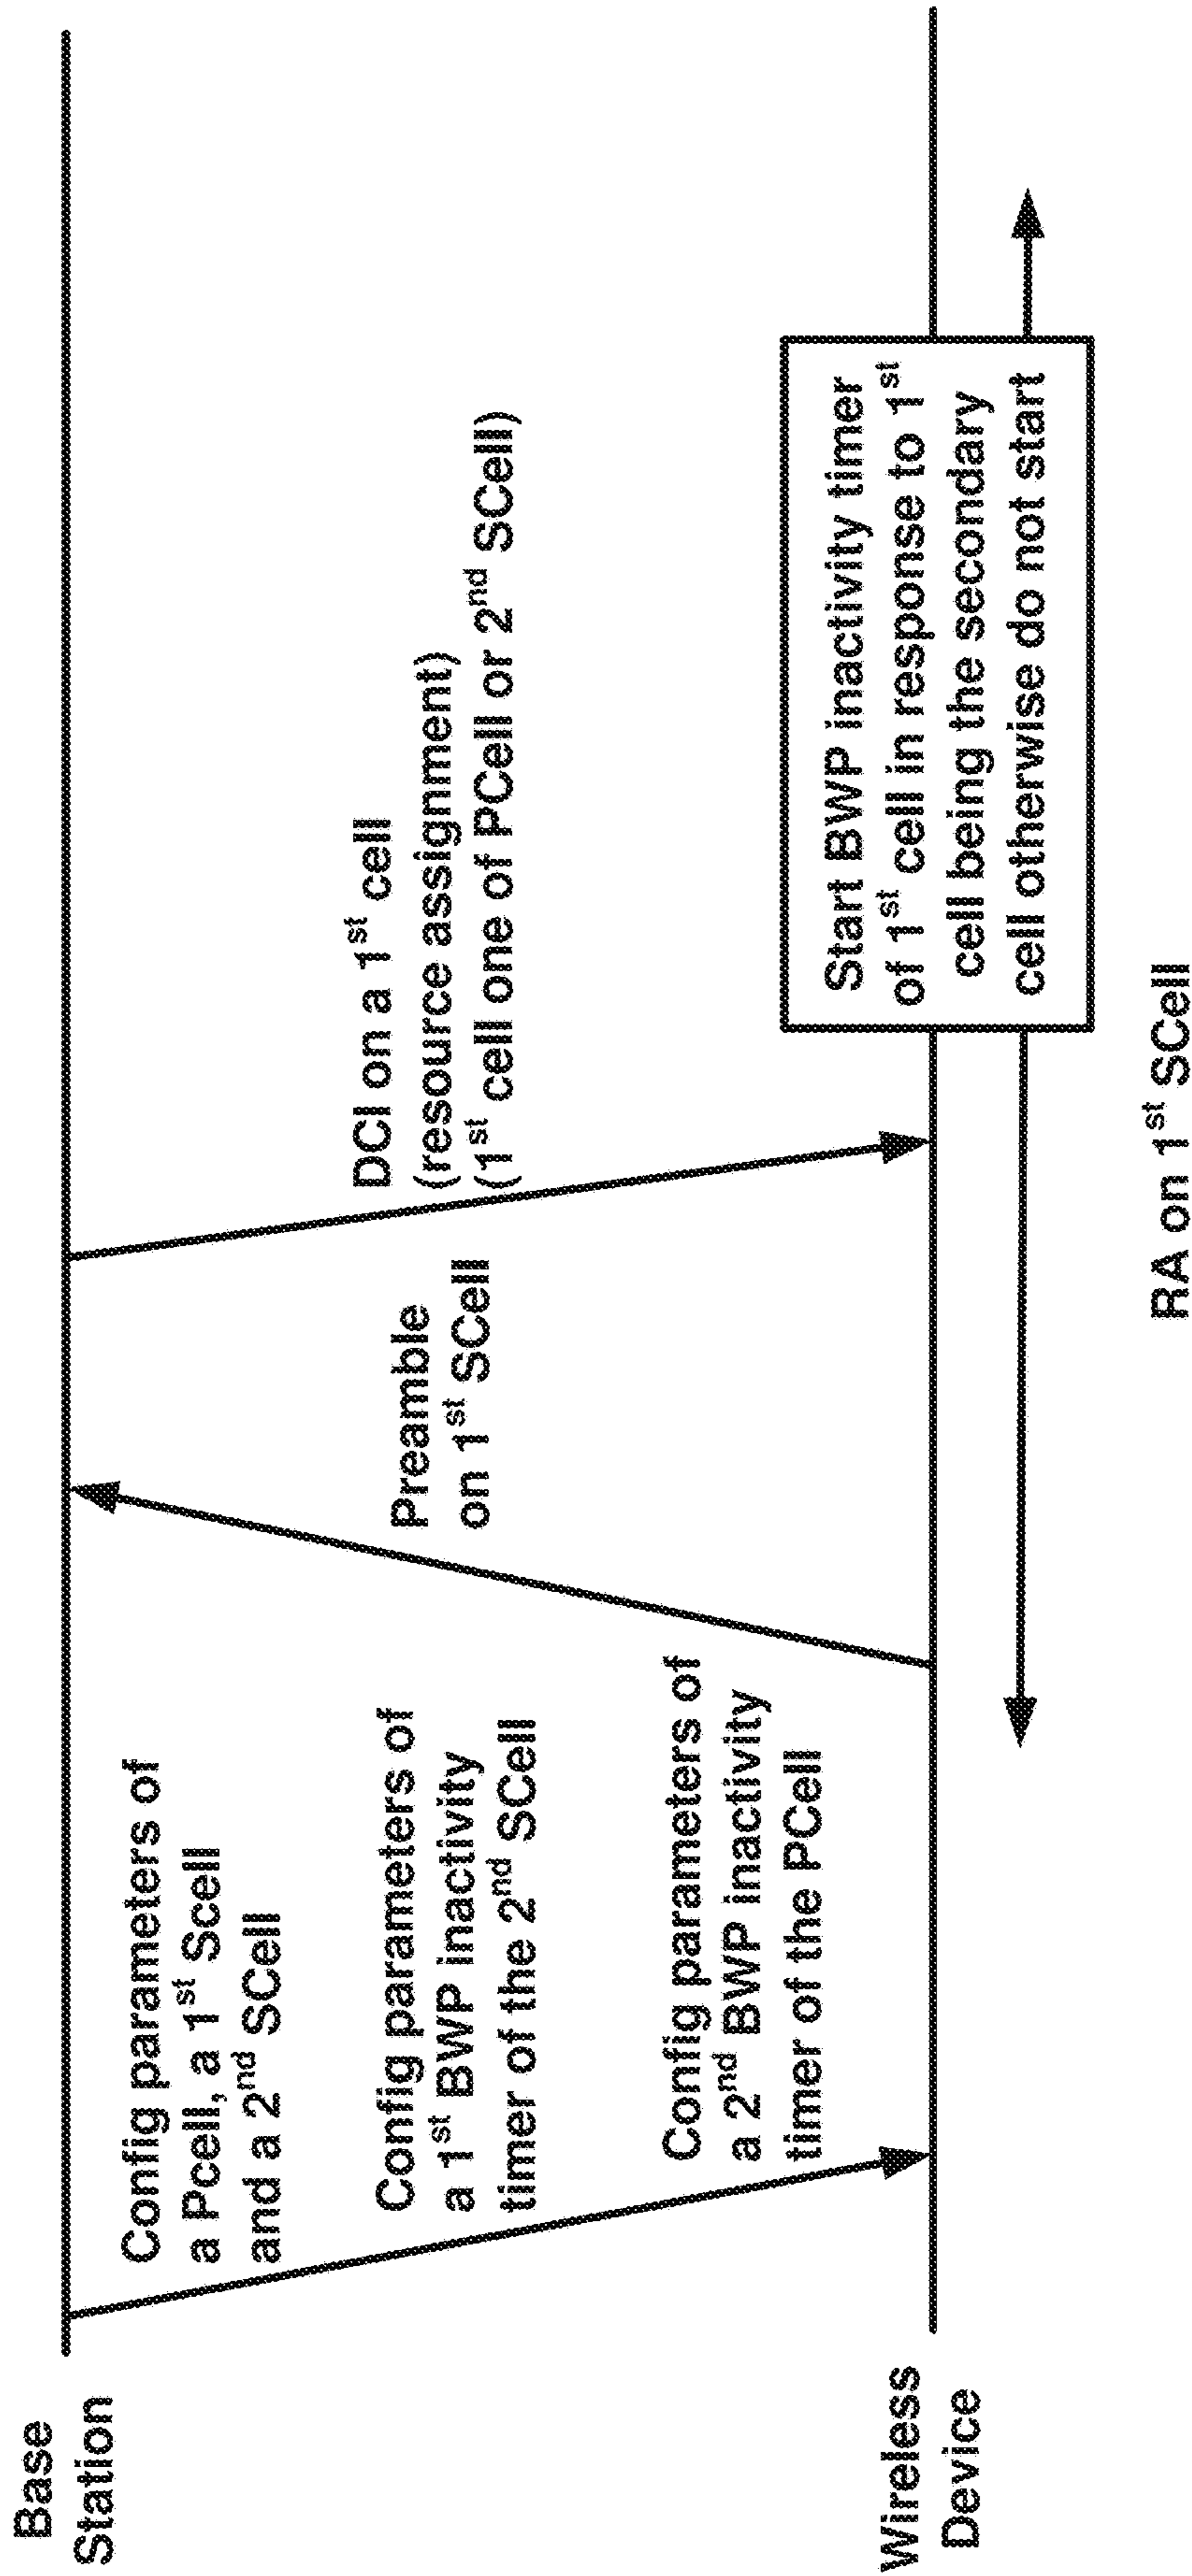 Base
Station
Config parameters of
a Pcell, a 1st Scell
and a 2nd SCell
Config parameters of
a 1st BWP inactivity
timer of the 2nd SCell
Config parameters of
a 2nd BWP inactivity
timer of the PCell
Preamble
on 1st SCell
DCI on a 1st cell
(resource assignment)
(1st cell one of PCell or 2nd SCell)
Wireless
Device
Start BWP inactivity timer
of 1st cell in response to 1st
cell being the secondary
cell otherwise do not start
RA on 1st SCell